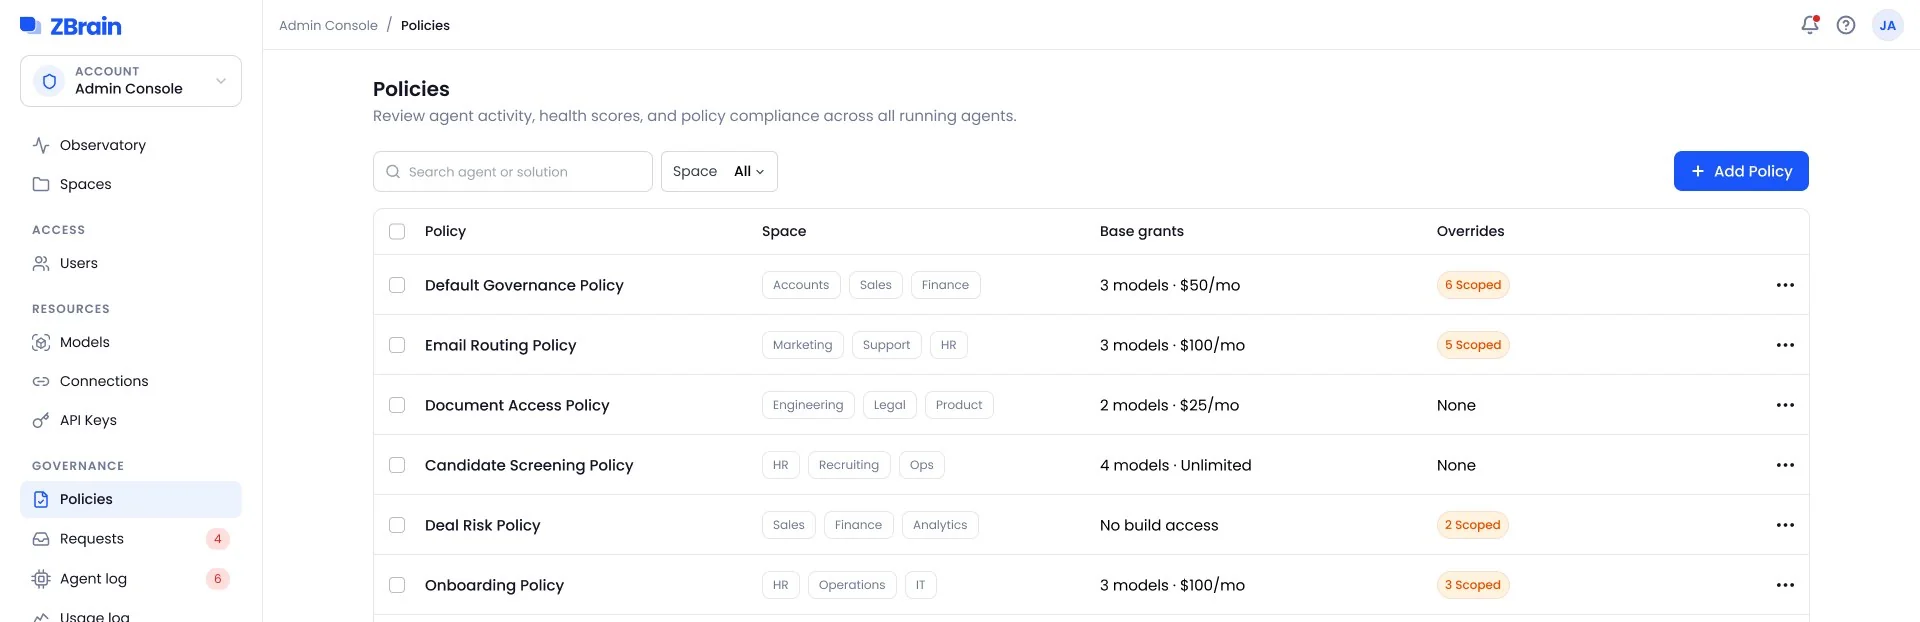 ZBrain
Admin Console / Policies
JA
ACCOUNT
Admin Console
Observatory
Spaces
ACCESS
Users
RESOURCES
Models
Connections
API Keys
GOVERNANCE
Policies
Requests 4
Agent log 6
Usage log
Policies
Review agent activity, health scores, and policy compliance across all running agents.
Search agent or solution
Space All
+ Add Policy
Policy Space Base grants Overrides
Default Governance Policy Accounts Sales Finance 3 models · $50/mo 6 Scoped
Email Routing Policy Marketing Support HR 3 models · $100/mo 5 Scoped
Document Access Policy Engineering Legal Product 2 models · $25/mo None
Candidate Screening Policy HR Recruiting Ops 4 models · Unlimited None
Deal Risk Policy Sales Finance Analytics No build access 2 Scoped
Onboarding Policy HR Operations IT 3 models · $100/mo 3 Scoped